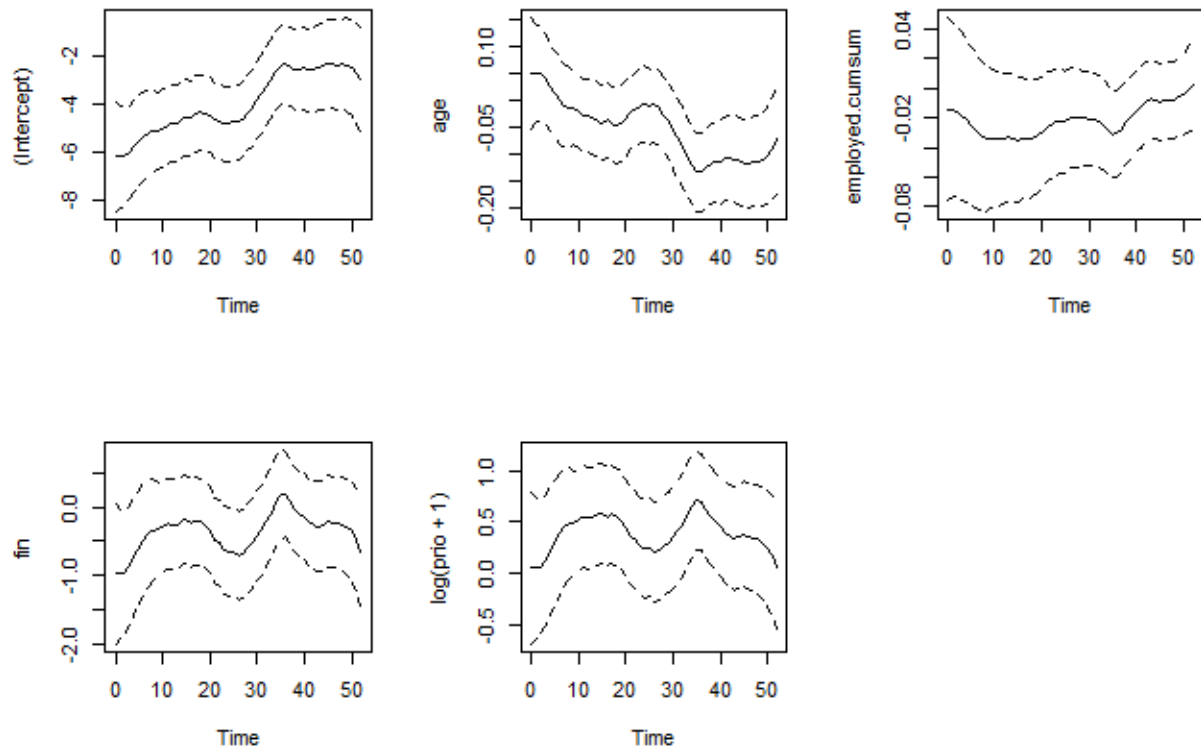 (Intercept)
-2
-4
-6
-8
0 10 20 30 40 50
Time
age
0.10
-0.05
-0.20
0 10 20 30 40 50
Time
employed.cumsum
0.04
-0.02
-0.08
0 10 20 30 40 50
Time
fin
0.0
-1.0
-2.0
0 10 20 30 40 50
Time
log(prio + 1)
1.0
0.5
0.0
-0.5
0 10 20 30 40 50
Time